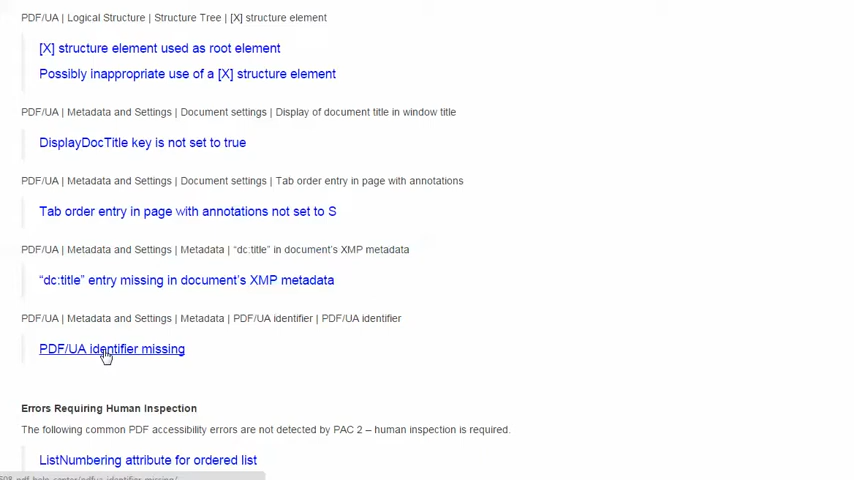 PDF/UA | Logical Structure | Structure Tree | [X] structure element
[X] structure element used as root element
Possibly inappropriate use of a [X] structure element
PDF/UA | Metadata and Settings | Document settings | Display of document title in window title
DisplayDocTitle key is not set to true
PDF/UA | Metadata and Settings | Document settings | Tab order entry in page with annotations
Tab order entry in page with annotations not set to S
PDF/UA | Metadata and Settings | Metadata | “dc:title” in document’s XMP metadata
“dc:title” entry missing in document’s XMP metadata
PDF/UA | Metadata and Settings | Metadata | PDF/UA identifier | PDF/UA identifier
PDF/UA identifier missing
Errors Requiring Human Inspection
The following common PDF accessibility errors are not detected by PAC 2 – human inspection is required.
ListNumbering attribute for ordered list